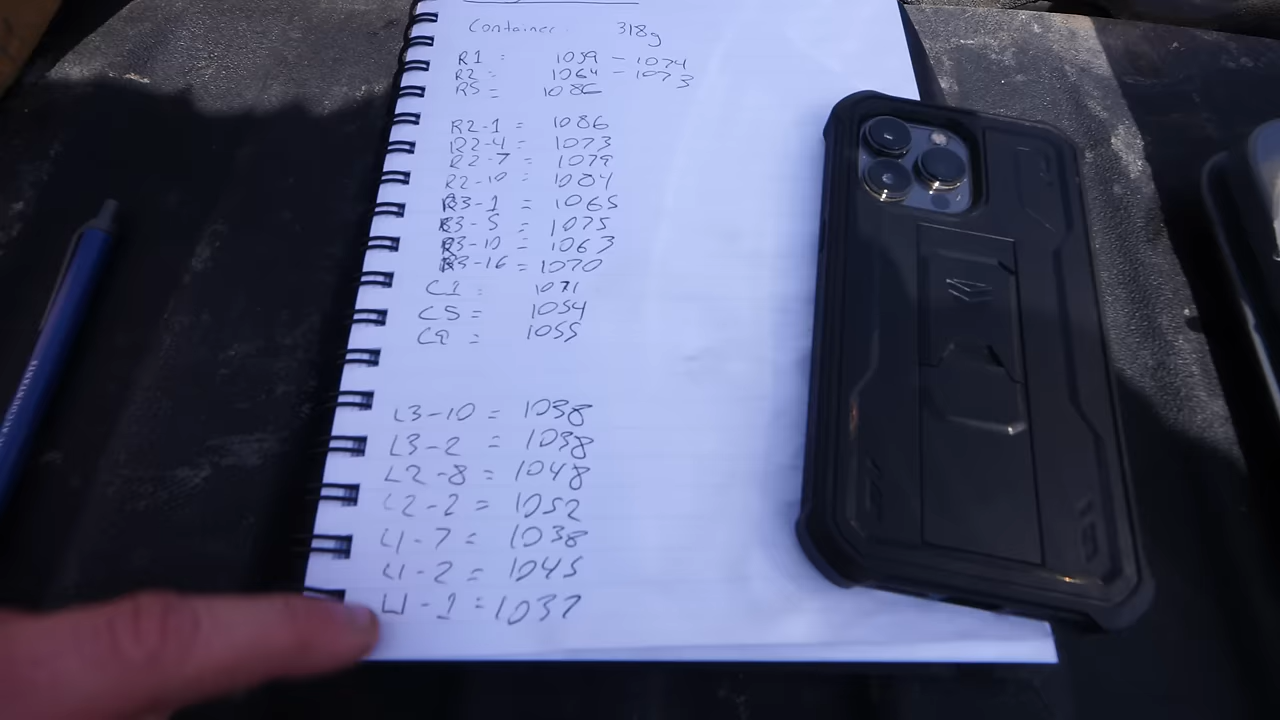 Container: 318g
R1 = 1059 - 1074
R2 = 1064 - 1073
R5 = 1086
R2-1 = 1086
R2-4 = 1073
R2-7 = 1079
R2-10 = 1084
R3-1 = 1065
R3-5 = 1075
R3-10 = 1063
R3-16 = 1070
C1 = 1071
C5 = 1054
C9 = 1055
L3-10 = 1038
L3-2 = 1038
L2-8 = 1048
L2-2 = 1052
L1-7 = 1038
L1-2 = 1045
L1-1 = 1037